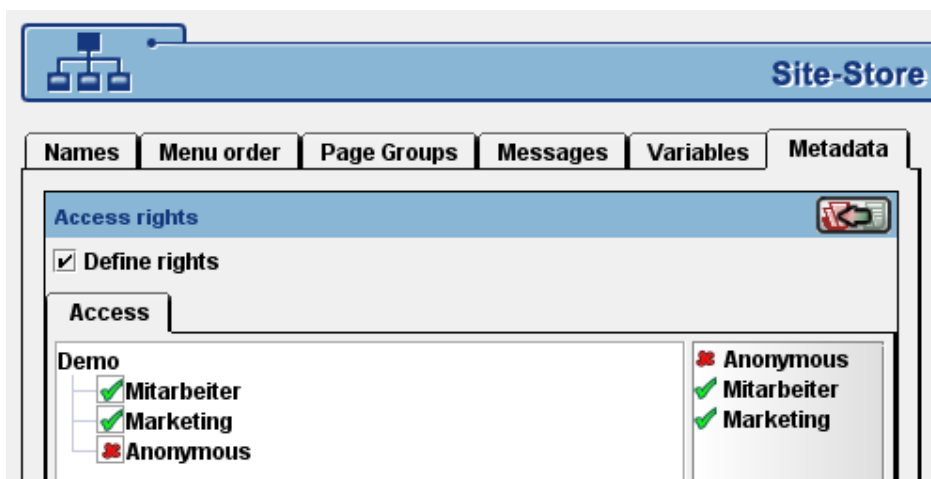 Site-Store
Names Menu order Page Groups Messages Variables Metadata
Access rights
Define rights
Access
Demo
Mitarbeiter
Marketing
Anonymous
Anonymous
Mitarbeiter
Marketing